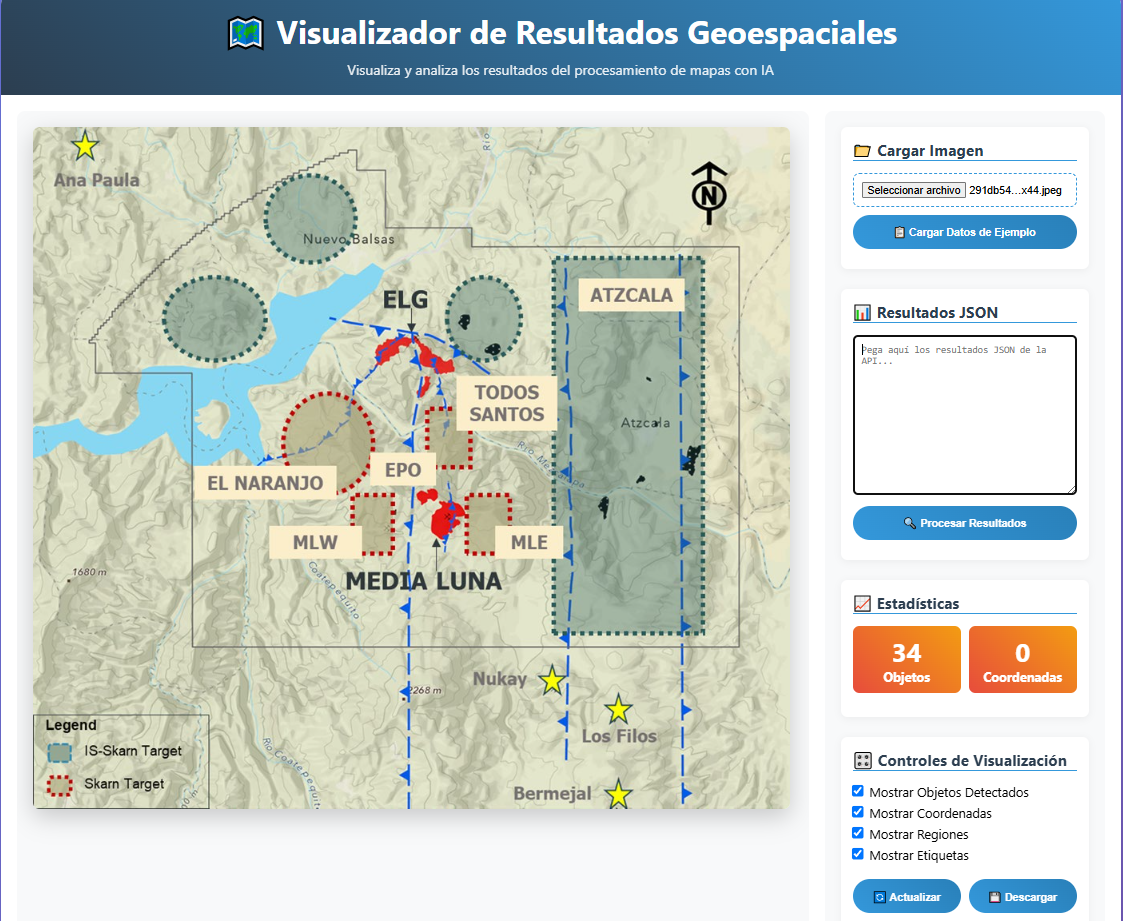 Visualizador de Resultados Geoespaciales
Visualiza y analiza los resultados del procesamiento de mapas con IA
Ana Paula
Río
N
Nuevo Balsas
ELG
ATZCALA
TODOS
SANTOS
Atzcala
EPO
EL NARANJO
MLW
MLE
MEDIA LUNA
1680 m
Coatepequito
2268 m
Nukay
Los Filos
Bermejal
Río Coatepequito
Legend
IS-Skarn Target
Skarn Target
Cargar Imagen
Seleccionar archivo 291db54...x44.jpeg
Cargar Datos de Ejemplo
Resultados JSON
Pega aquí los resultados JSON de la
API...
Procesar Resultados
Estadísticas
34
Objetos
0
Coordenadas
Controles de Visualización
Mostrar Objetos Detectados
Mostrar Coordenadas
Mostrar Regiones
Mostrar Etiquetas
Actualizar
Descargar